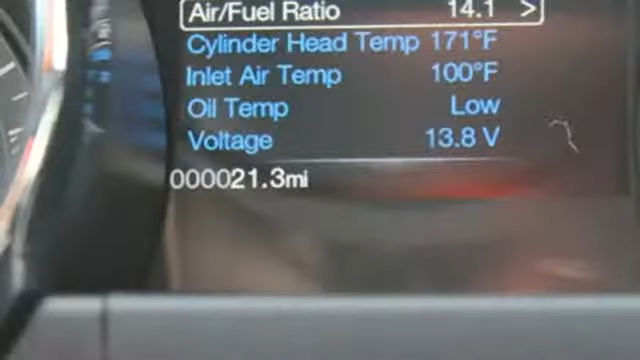 Air/Fuel Ratio 14.1 >
Cylinder Head Temp 171°F
Inlet Air Temp 100°F
Oil Temp Low
Voltage 13.8 V
000021.3mi